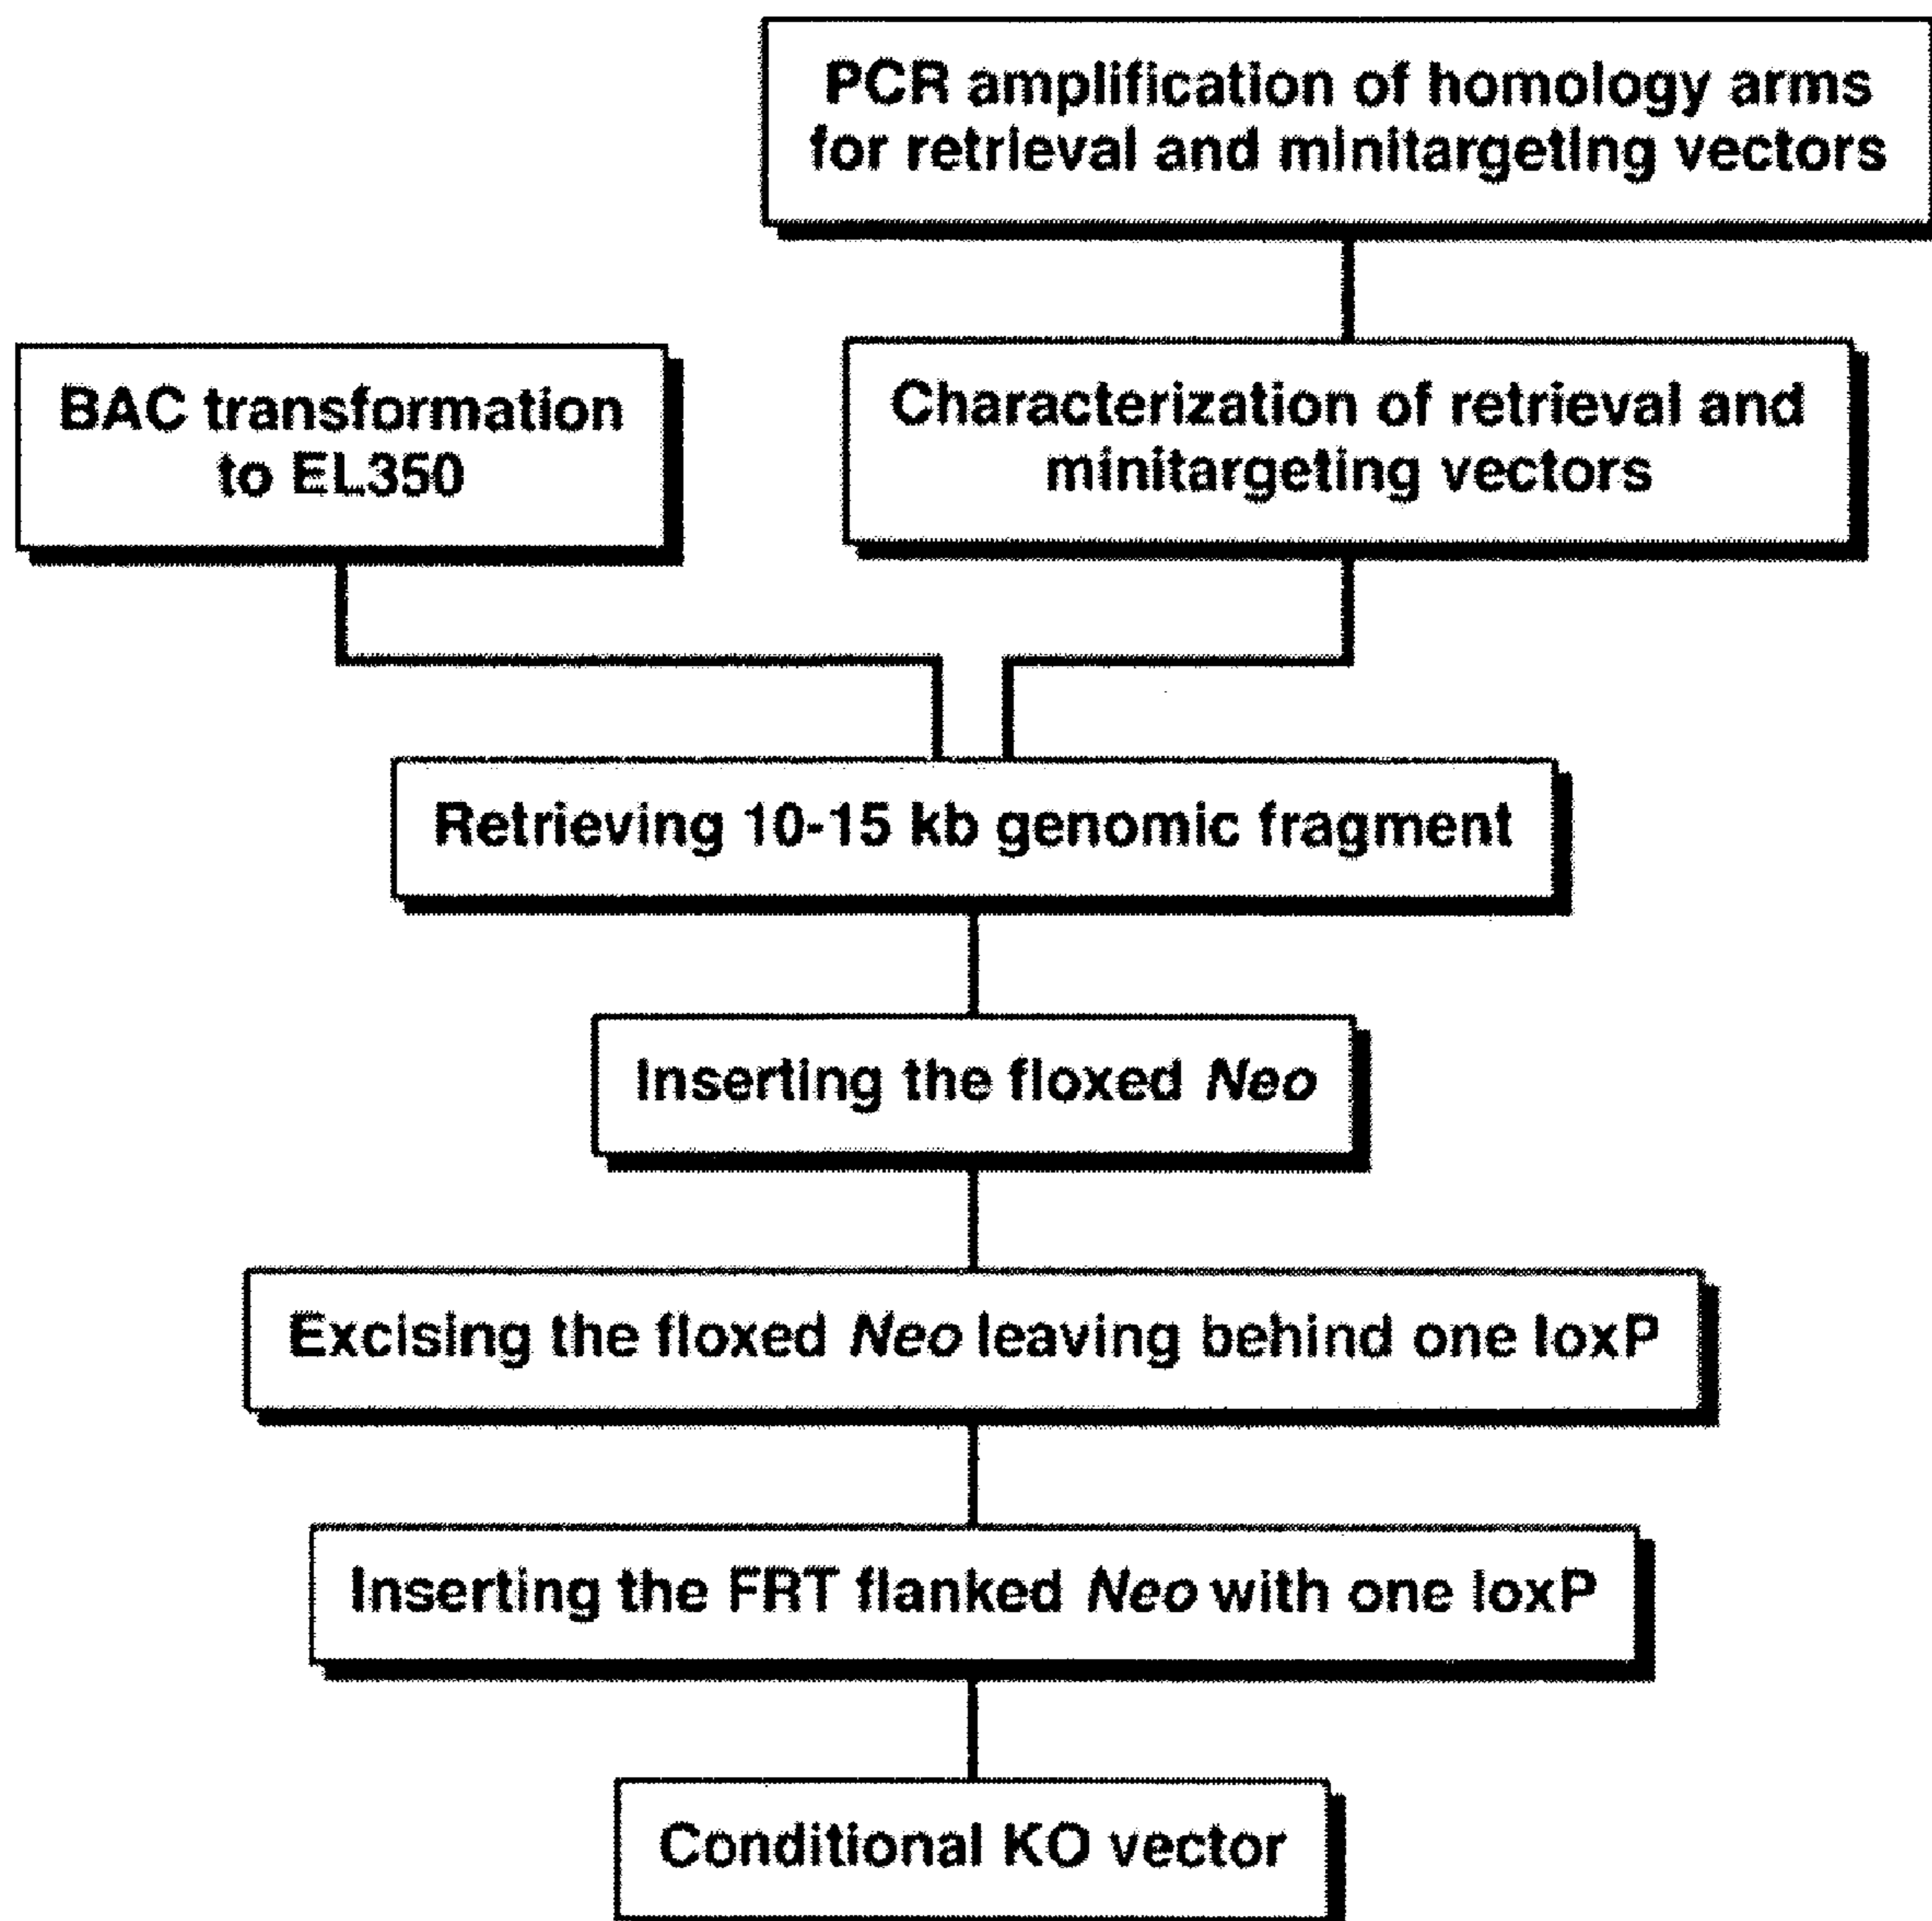 PCR amplification of homology arms
for retrieval and minitargeting vectors
BAC transformation
to EL350
Characterization of retrieval and
minitargeting vectors
Retrieving 10-15 kb genomic fragment
Inserting the floxed Neo
Excising the floxed Neo leaving behind one loxP
Inserting the FRT flanked Neo with one loxP
Conditional KO vector